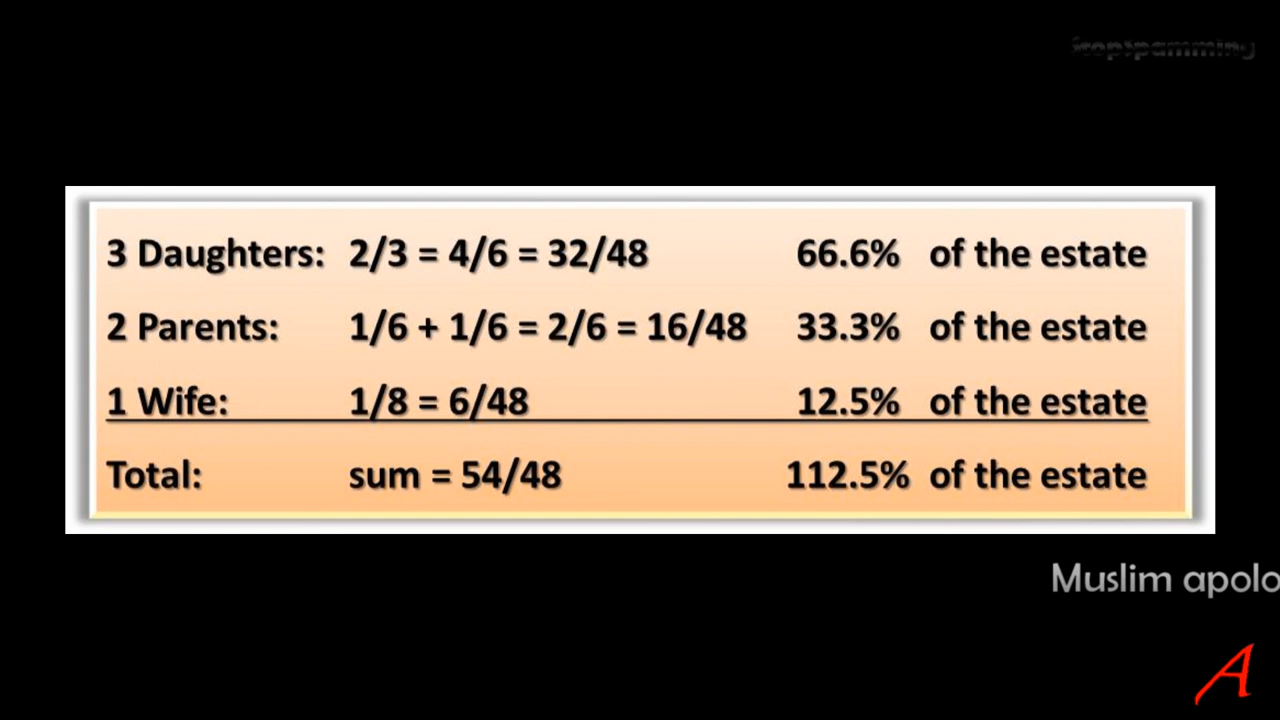 StopSpamming
3 Daughters: 2/3 = 4/6 = 32/48 66.6% of the estate
2 Parents: 1/6 + 1/6 = 2/6 = 16/48 33.3% of the estate
1 Wife: 1/8 = 6/48 12.5% of the estate
Total: sum = 54/48 112.5% of the estate
Muslim apolo
A